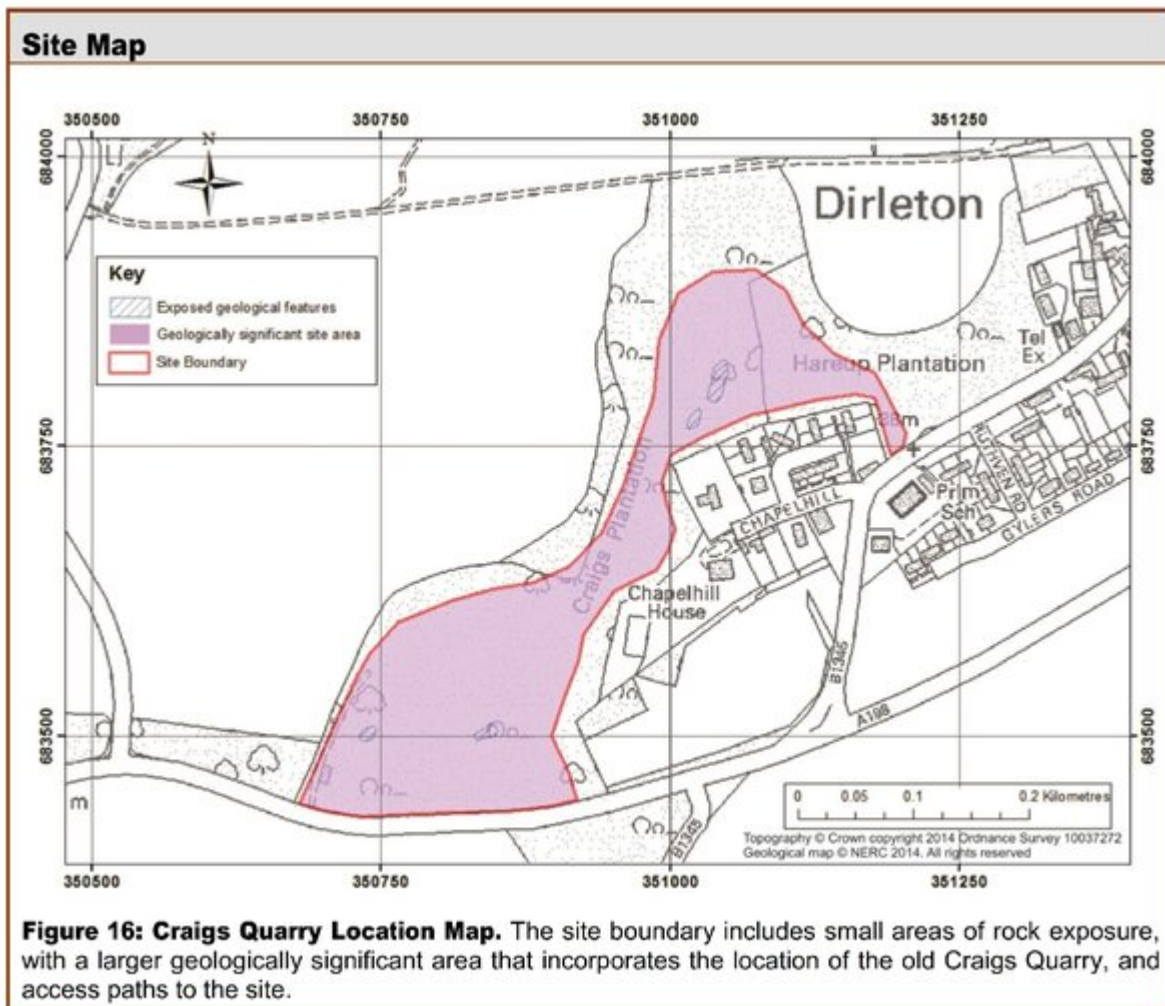 Site Map
350500 350750 351000 351250
684000 684000
N
Dirleton
Key
Exposed geological features
Geologically significant site area
Site Boundary
Tel
Ex
Hareup Plantation
683750 683750
Craigs Plantation
CHAPELHILL
Prim
Sch
RUTHVEN RD
GYLERS ROAD
Chapelhill
House
B1345
A198
683500 683500
m
B1345
0 0.05 0.1 0.2 Kilometres
Topography © Crown copyright 2014 Ordnance Survey 10037272
Geological map © NERC 2014. All rights reserved
350500 350750 351000 351250
Figure 16: Craigs Quarry Location Map. The site boundary includes small areas of rock exposure,
with a larger geologically significant area that incorporates the location of the old Craigs Quarry, and
access paths to the site.